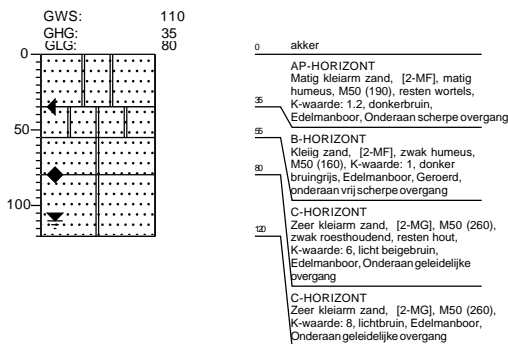 GWS: 110
GHG: 35
GLG: 80
0
50
100
0 akker
AP-HORIZONT
Matig kleiarm zand, [2-MF], matig
humeus, M50 (190), resten wortels,
K-waarde: 1.2, donkerbruin,
Edelmanboor, Onderaan scherpe overgang
35
B-HORIZONT
Kleiig zand, [2-MF], zwak humeus,
M50 (160), K-waarde: 1, donker
bruingrijs, Edelmanboor, Geroerd,
onderaan vrij scherpe overgang
55
C-HORIZONT
Zeer kleiarm zand, [2-MG], M50 (260),
zwak roesthoudend, resten hout,
K-waarde: 6, licht beigebruin,
Edelmanboor, Onderaan geleidelijke
overgang
80
C-HORIZONT
Zeer kleiarm zand, [2-MG], M50 (260),
K-waarde: 8, lichtbruin, Edelmanboor,
Onderaan geleidelijke overgang
120